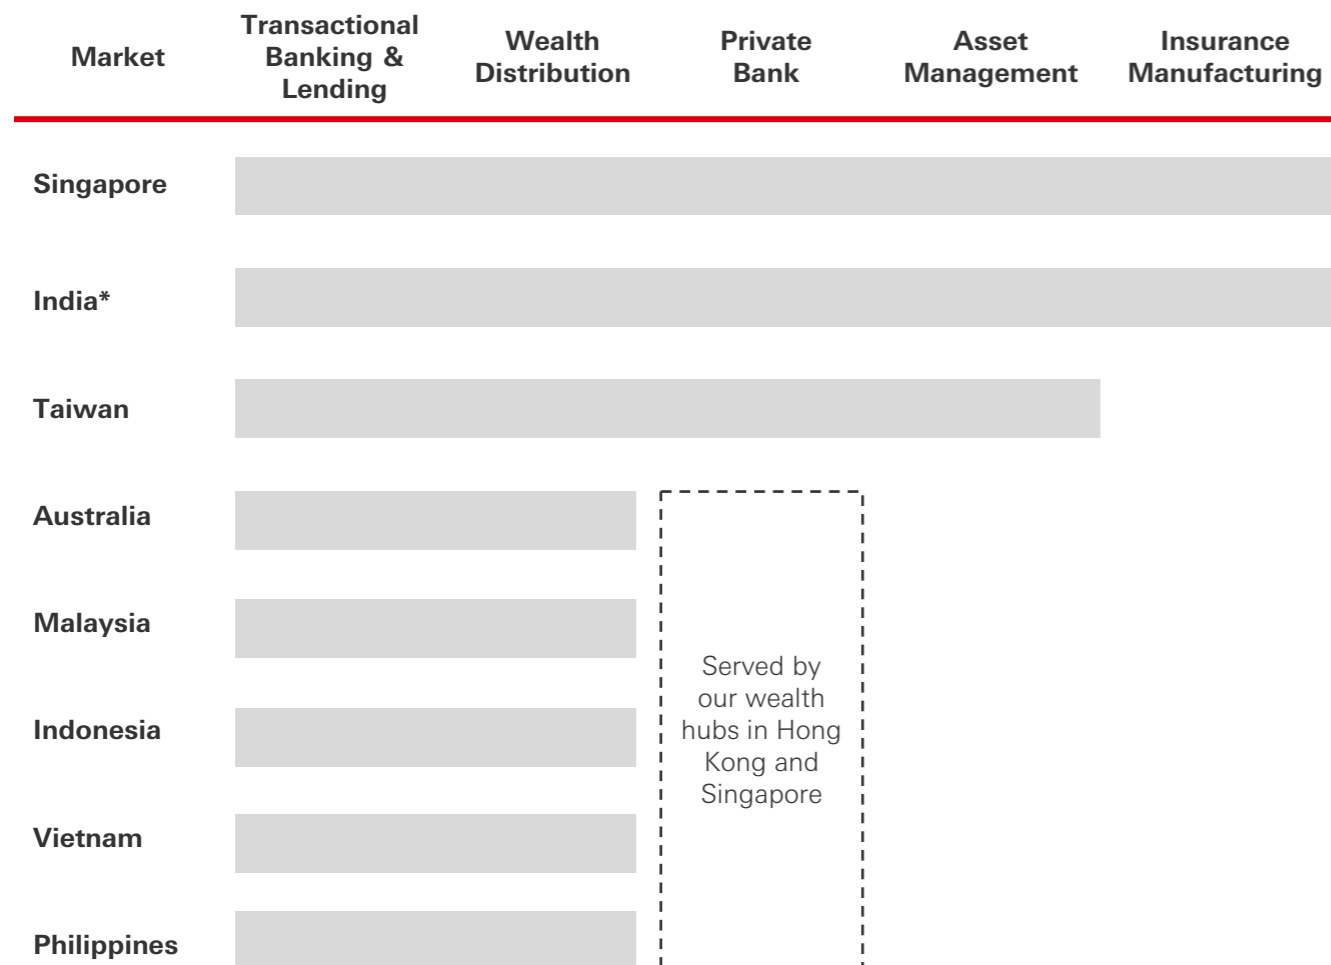 Market
Transactional
Banking &
Lending
Wealth
Distribution
Private
Bank
Asset
Management
Insurance
Manufacturing
Singapore
India*
Taiwan
Australia
Malaysia
Indonesia
Vietnam
Philippines
Served by
our wealth
hubs in Hong
Kong and
Singapore